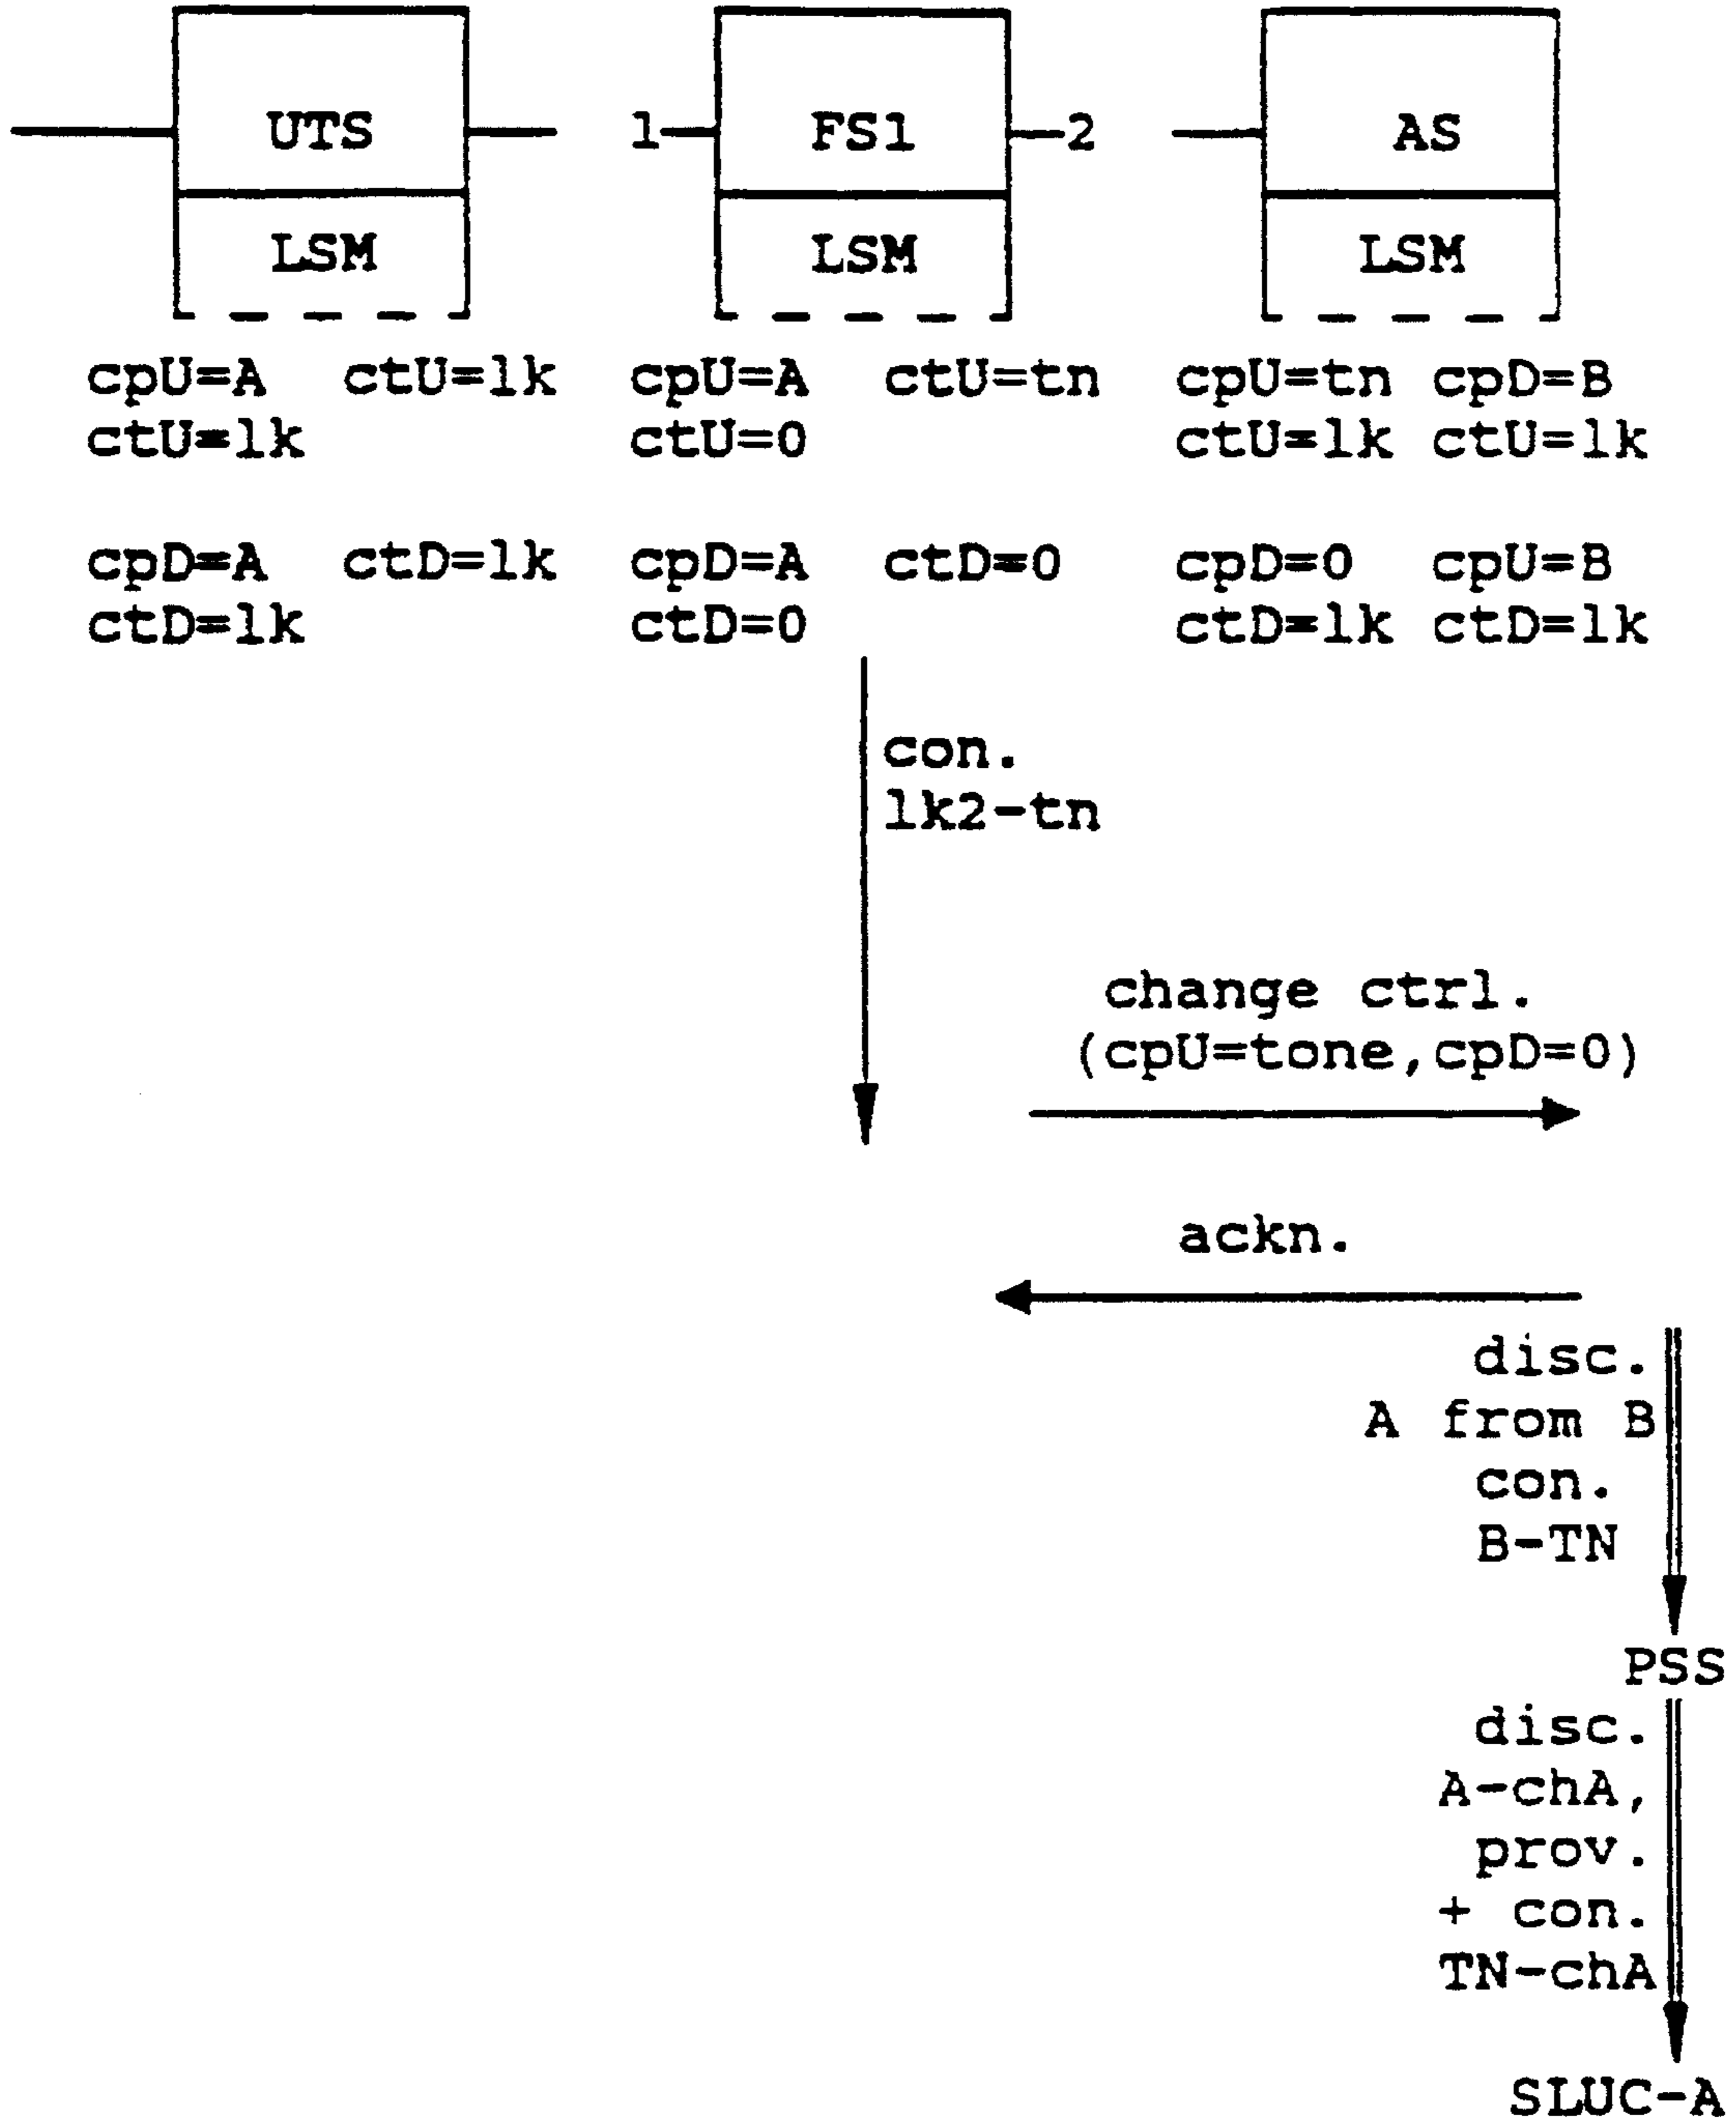 UTS
1 FS1 2
AS
LSM
LSM
LSM
cpU=A ctU=lk cpU=A ctU=tn cpU=tn cpD=B
ctU=lk ctU=0 ctU=lk ctU=lk
cpD=A ctD=lk cpD=A ctD=0 cpD=0 cpU=B
ctD=lk ctD=0 ctD=lk ctD=lk
con.
lk2-tn
change ctrl.
(cpU=tone,cpD=0)
ackn.
disc.
A from B
con.
B-TN
PSS
disc.
A-chA,
prov.
+ con.
TN-chA
SLUC-A